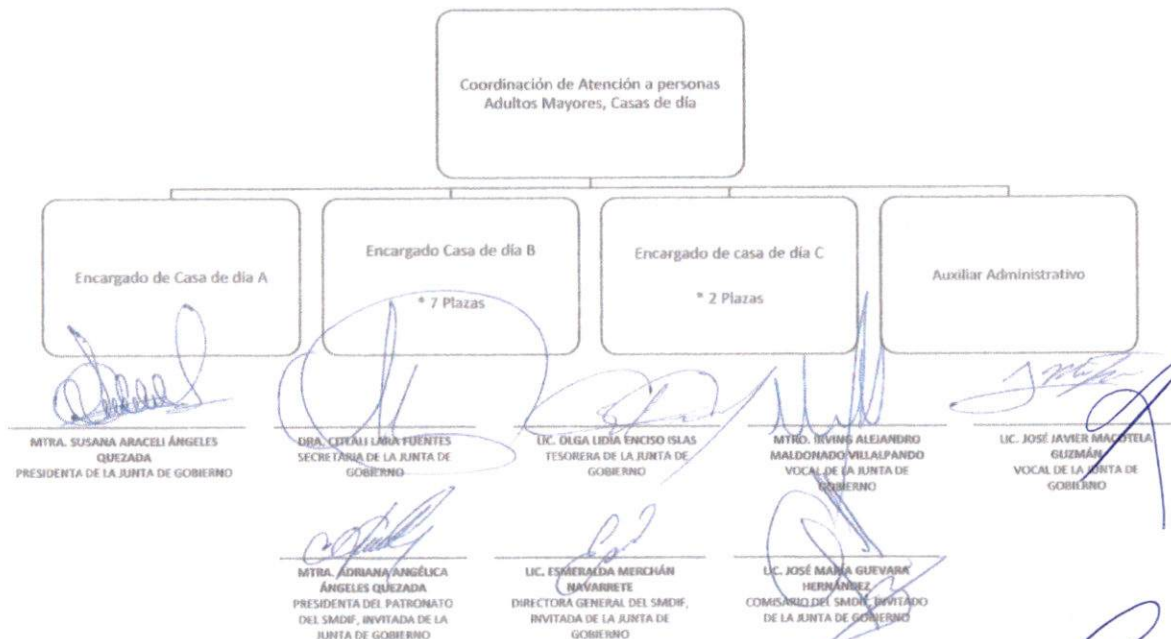 Coordinación de Atención a personas
Adultos Mayores, Casas de día
Encargado de Casa de día A
Encargado Casa de día B
* 7 Plazas
Encargado de casa de día C
* 2 Plazas
Auxiliar Administrativo
MTRA. SUSANA ARACELI ÁNGELES
QUEZADA
PRESIDENTA DE LA JUNTA DE GOBIERNO
DRA. CITLALI LARA FUENTES
SECRETARIA DE LA JUNTA DE
GOBIERNO
LIC. OLGA LIDIA ENCISO ISLAS
TESORERA DE LA JUNTA DE
GOBIERNO
MTRO. IRVING ALEJANDRO
MALDONADO VILLALPANDO
VOCAL DE LA JUNTA DE
GOBIERNO
LIC. JOSÉ JAVIER MACOTELA
GUZMÁN
VOCAL DE LA JUNTA DE
GOBIERNO
MTRA. ADRIANA ANGÉLICA
ÁNGELES QUEZADA
PRESIDENTA DEL PATRONATO
DEL SMDIF, INVITADA DE LA
JUNTA DE GOBIERNO
LIC. ESMERALDA MERCHÁN
NAVARRETE
DIRECTORA GENERAL DEL SMDIF,
INVITADA DE LA JUNTA DE
GOBIERNO
LIC. JOSÉ MARÍA GUEVARA
HERNÁNDEZ
COMISARIO DEL SMDIF, INVITADO
DE LA JUNTA DE GOBIERNO